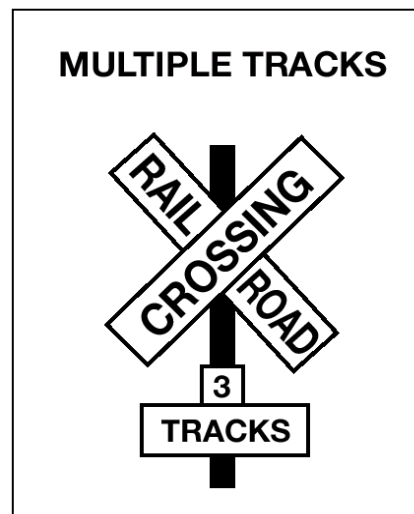 MULTIPLE TRACKS
RAIL
CROSSING
ROAD
3
TRACKS